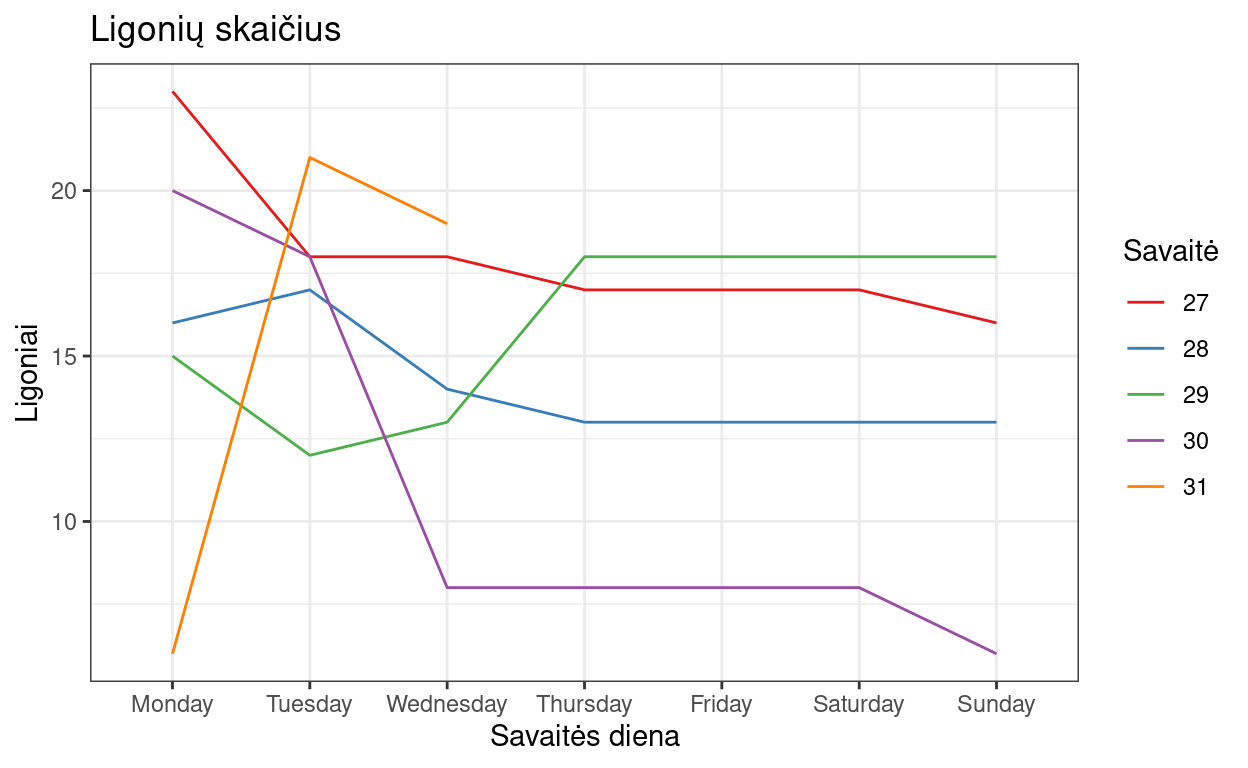 Ligonių skaičius
Ligoniai
20
15
10
Monday Tuesday Wednesday Thursday Friday Saturday Sunday
Savaitės diena
Savaitė
27
28
29
30
31